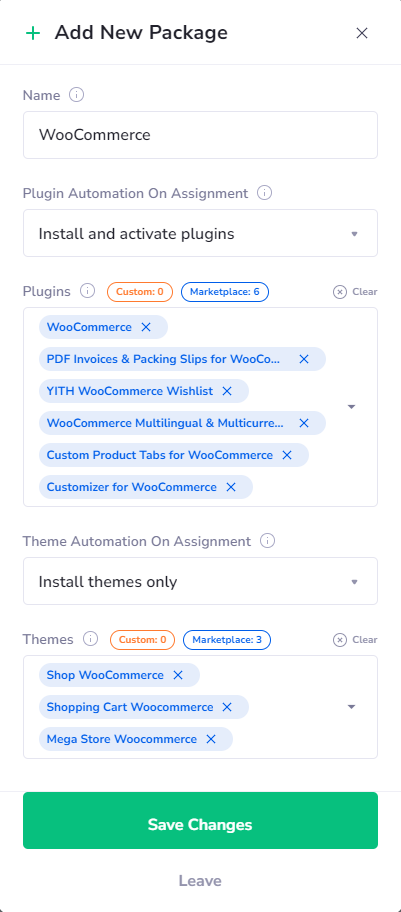 Add New Package
Name
WooCommerce
Plugin Automation On Assignment
Install and activate plugins
Plugins Custom: 0 Marketplace: 6 Clear
WooCommerce
PDF Invoices & Packing Slips for WooCo...
YITH WooCommerce Wishlist
WooCommerce Multilingual & Multicurre...
Custom Product Tabs for WooCommerce
Customizer for WooCommerce
Theme Automation On Assignment
Install themes only
Themes Custom: 0 Marketplace: 3 Clear
Shop WooCommerce
Shopping Cart Woocommerce
Mega Store Woocommerce
Save Changes
Leave